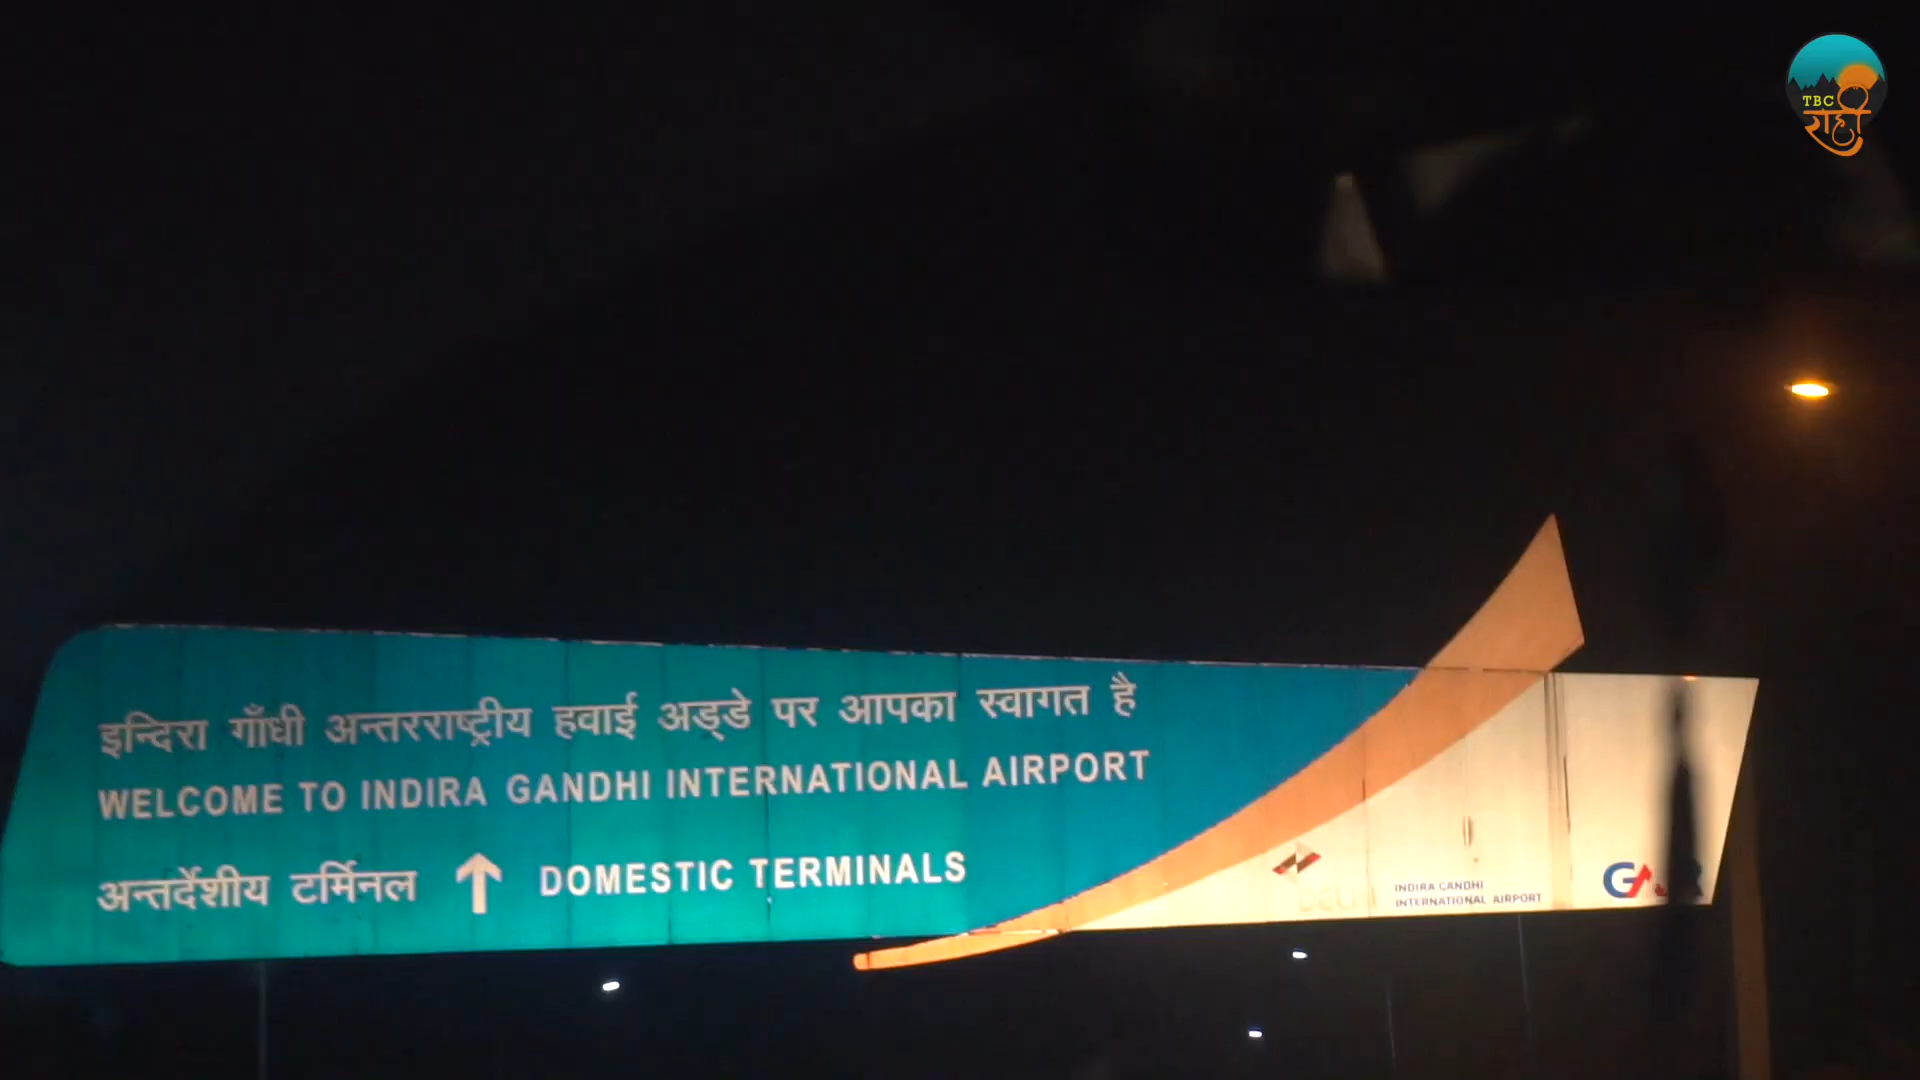 TBC
राही
इन्दिरा गाँधी अन्तरराष्ट्रीय हवाई अड्डे पर आपका स्वागत है
WELCOME TO INDIRA GANDHI INTERNATIONAL AIRPORT
अन्तर्देशीय टर्मिनल ↑ DOMESTIC TERMINALS
DELHI
INDIRA GANDHI
INTERNATIONAL AIRPORT